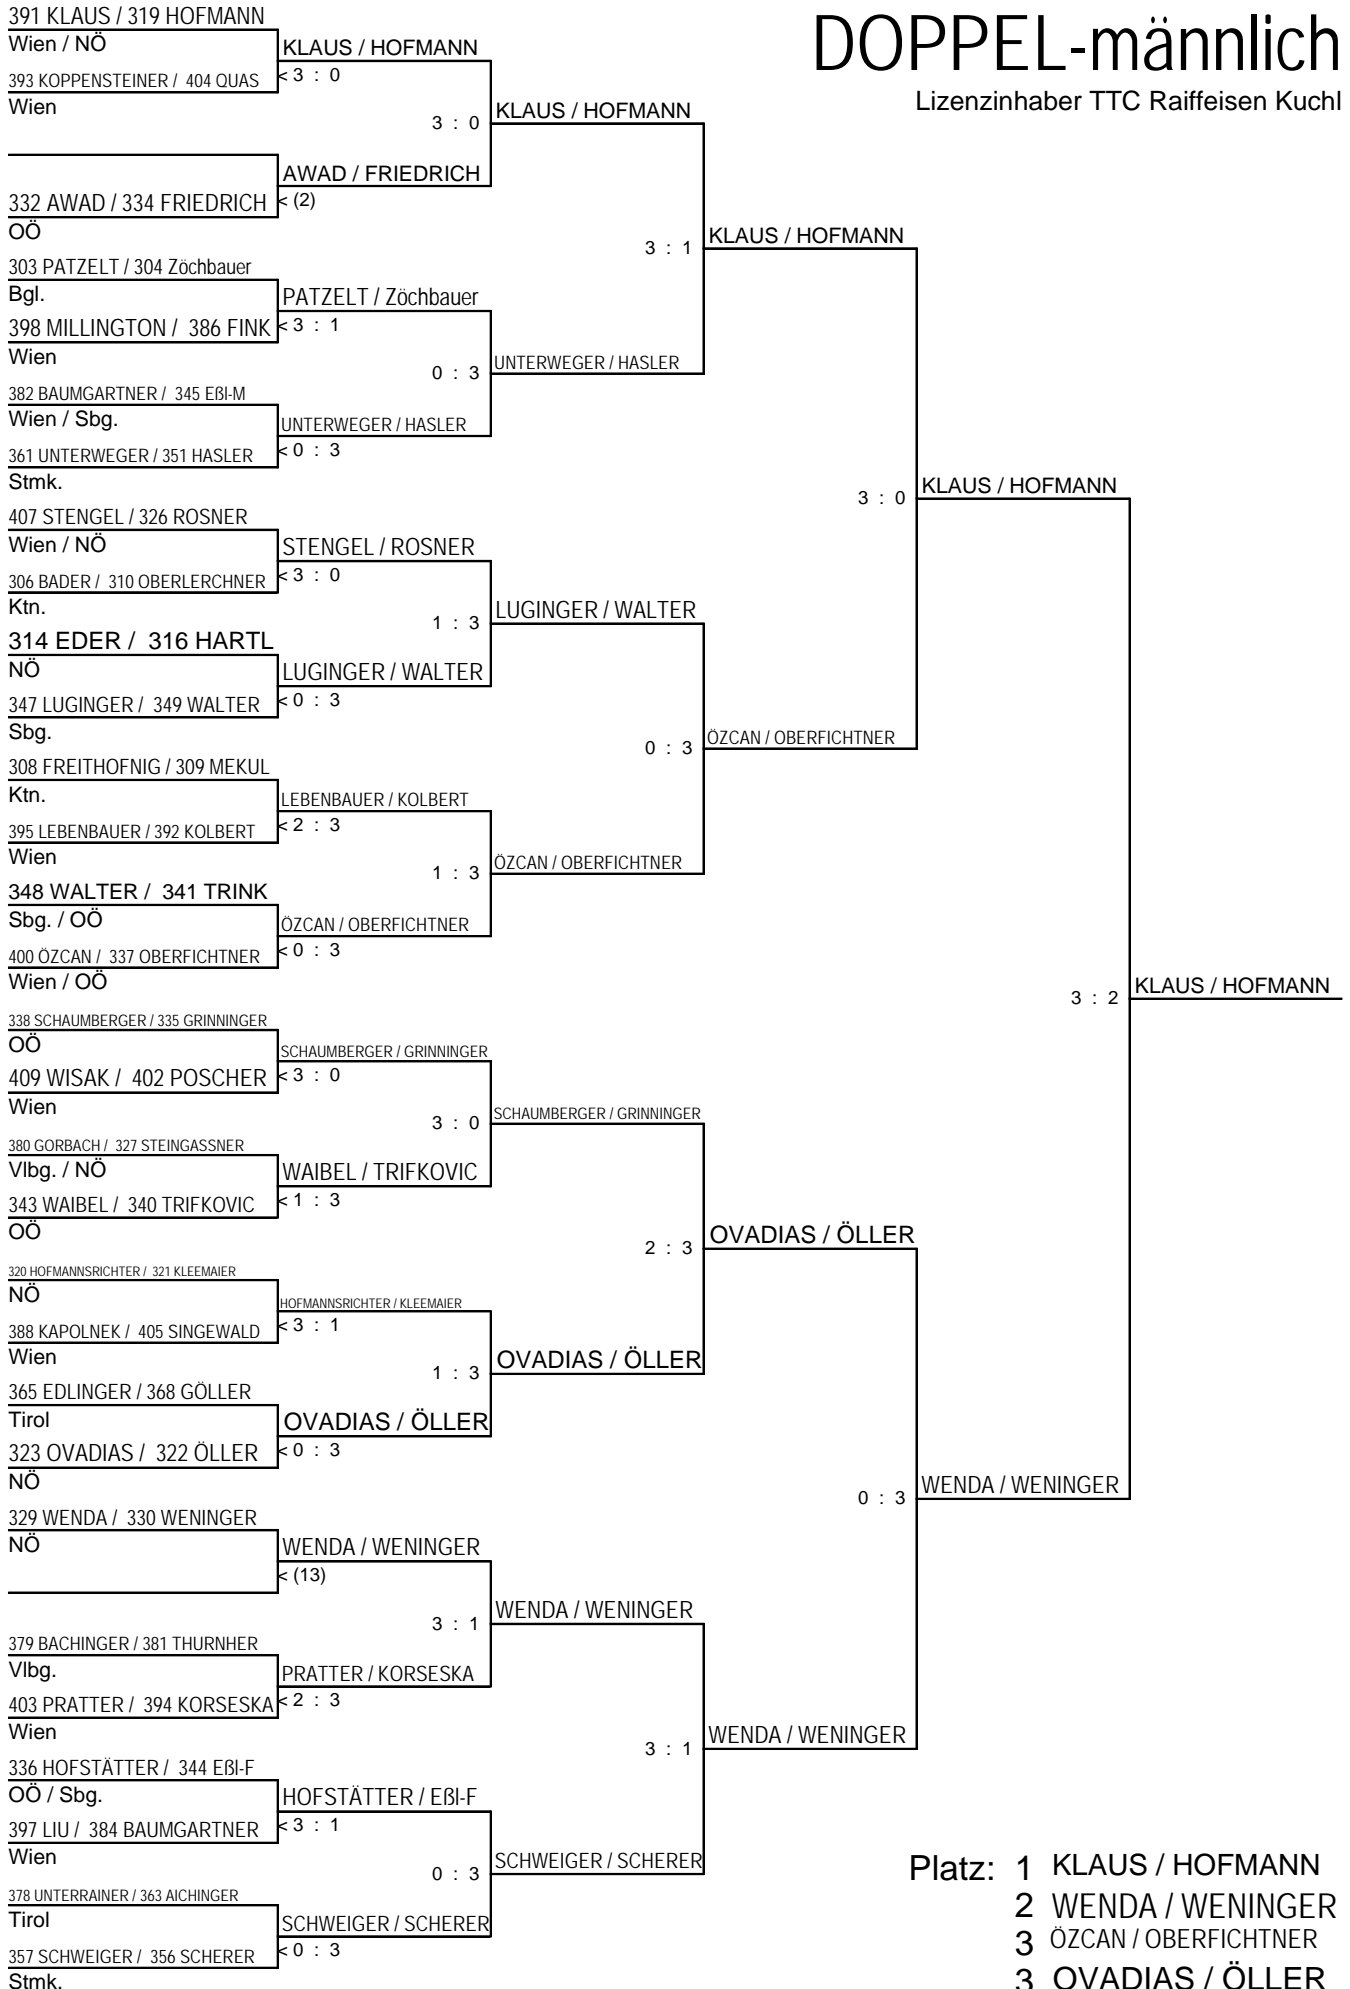 DOPPEL-männlich
Lizenzinhaber TTC Raiffeisen Kuchl
391 KLAUS / 319 HOFMANN
Wien / NÖ
KLAUS / HOFMANN
393 KOPPENSTEINER / 404 QUAS
< 3 : 0
Wien
3 : 0
KLAUS / HOFMANN
AWAD / FRIEDRICH
332 AWAD / 334 FRIEDRICH
< (2)
OÖ
3 : 1
KLAUS / HOFMANN
303 PATZELT / 304 Zöchbauer
Bgl.
PATZELT / Zöchbauer
398 MILLINGTON / 386 FINK
< 3 : 1
Wien
0 : 3
UNTERWEGER / HASLER
382 BAUMGARTNER / 345 Eßl-M
Wien / Sbg.
UNTERWEGER / HASLER
361 UNTERWEGER / 351 HASLER
< 0 : 3
Stmk.
3 : 0
KLAUS / HOFMANN
407 STENGEL / 326 ROSNER
Wien / NÖ
STENGEL / ROSNER
306 BADER / 310 OBERLERCHNER
< 3 : 0
Ktn.
1 : 3
LUGINGER / WALTER
314 EDER / 316 HARTL
NÖ
LUGINGER / WALTER
347 LUGINGER / 349 WALTER
< 0 : 3
Sbg.
0 : 3
ÖZCAN / OBERFICHTNER
308 FREITHOFNIG / 309 MEKUL
Ktn.
LEBENBAUER / KOLBERT
395 LEBENBAUER / 392 KOLBERT
< 2 : 3
Wien
1 : 3
ÖZCAN / OBERFICHTNER
348 WALTER / 341 TRINK
Sbg. / OÖ
ÖZCAN / OBERFICHTNER
400 ÖZCAN / 337 OBERFICHTNER
< 0 : 3
Wien / OÖ
3 : 2
KLAUS / HOFMANN
338 SCHAUMBERGER / 335 GRINNINGER
OÖ
SCHAUMBERGER / GRINNINGER
409 WISAK / 402 POSCHER
< 3 : 0
Wien
3 : 0
SCHAUMBERGER / GRINNINGER
380 GORBACH / 327 STEINGASSNER
Vlbg. / NÖ
WAIBEL / TRIFKOVIC
343 WAIBEL / 340 TRIFKOVIC
< 1 : 3
OÖ
2 : 3
OVADIAS / ÖLLER
320 HOFMANNSRICHTER / 321 KLEEMAIER
NÖ
HOFMANNSRICHTER / KLEEMAIER
388 KAPOLNEK / 405 SINGEWALD
< 3 : 1
Wien
1 : 3
OVADIAS / ÖLLER
365 EDLINGER / 368 GÖLLER
Tirol
OVADIAS / ÖLLER
323 OVADIAS / 322 ÖLLER
< 0 : 3
NÖ
0 : 3
WENDA / WENINGER
329 WENDA / 330 WENINGER
NÖ
WENDA / WENINGER
< (13)
3 : 1
WENDA / WENINGER
379 BACHINGER / 381 THURNHER
Vlbg.
PRATTER / KORSESKA
403 PRATTER / 394 KORSESKA
< 2 : 3
Wien
3 : 1
WENDA / WENINGER
336 HOFSTÄTTER / 344 Eßl-F
OÖ / Sbg.
HOFSTÄTTER / Eßl-F
397 LIU / 384 BAUMGARTNER
< 3 : 1
Wien
0 : 3
SCHWEIGER / SCHERER
378 UNTERRAINER / 363 AICHINGER
Tirol
SCHWEIGER / SCHERER
357 SCHWEIGER / 356 SCHERER
< 0 : 3
Stmk.
Platz: 1 KLAUS / HOFMANN
2 WENDA / WENINGER
3 ÖZCAN / OBERFICHTNER
3 OVADIAS / ÖLLER